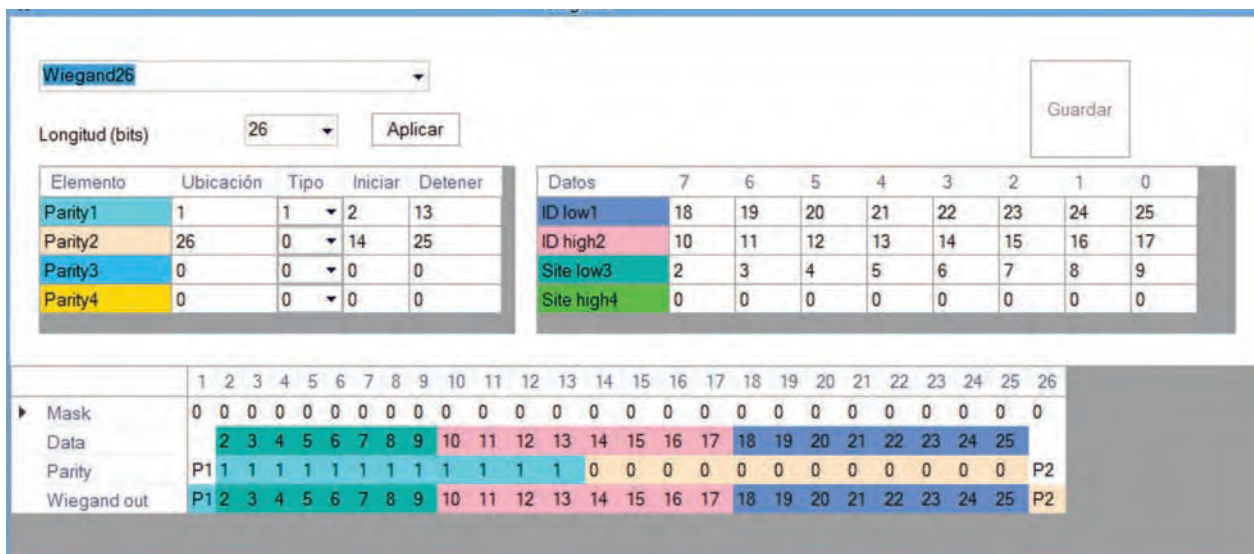 Wiegand26
Guardar
Longitud (bits) 26 Aplicar
Elemento Ubicación Tipo Iniciar Detener
Parity1 1 1 2 13
Parity2 26 0 14 25
Parity3 0 0 0 0
Parity4 0 0 0 0
Datos 7 6 5 4 3 2 1 0
ID low1 18 19 20 21 22 23 24 25
ID high2 10 11 12 13 14 15 16 17
Site low3 2 3 4 5 6 7 8 9
Site high4 0 0 0 0 0 0 0 0
1 2 3 4 5 6 7 8 9 10 11 12 13 14 15 16 17 18 19 20 21 22 23 24 25 26
Mask 0 0 0 0 0 0 0 0 0 0 0 0 0 0 0 0 0 0 0 0 0 0 0 0 0 0
Data 2 3 4 5 6 7 8 9 10 11 12 13 14 15 16 17 18 19 20 21 22 23 24 25
Parity P1 1 1 1 1 1 1 1 1 1 1 1 1 0 0 0 0 0 0 0 0 0 0 0 0 P2
Wiegand out P1 2 3 4 5 6 7 8 9 10 11 12 13 14 15 16 17 18 19 20 21 22 23 24 25 P2